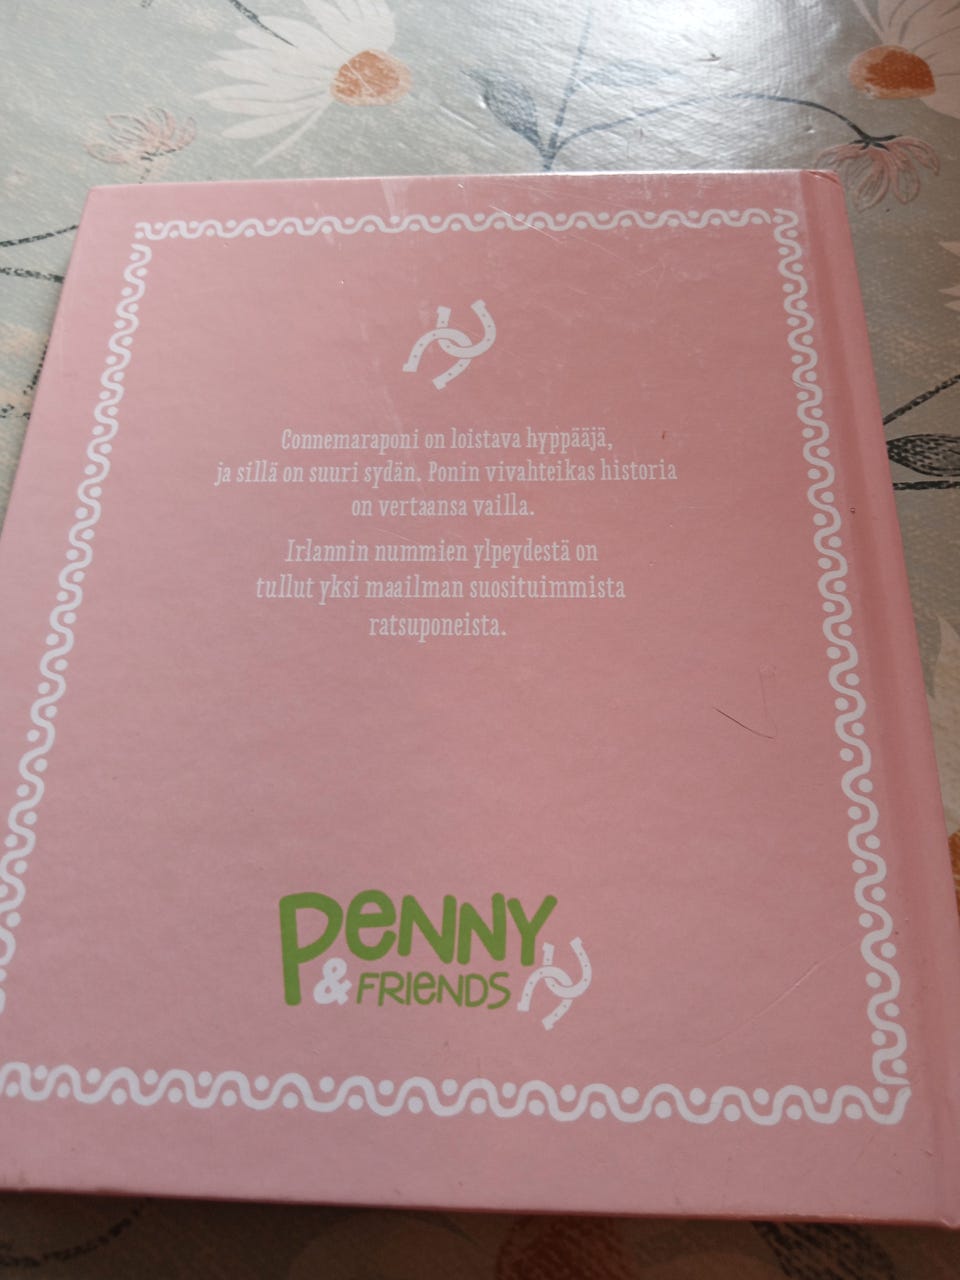 Connemaraponi on loistava hyppääjä,
ja sillä on suuri sydän. Ponin vivahteikas historia
on vertaansa vailla.
Irlannin nummien ylpeydestä on
tullut yksi maailman suosituimmista
ratsuponeista.
PeNNY
& FRIeNDS